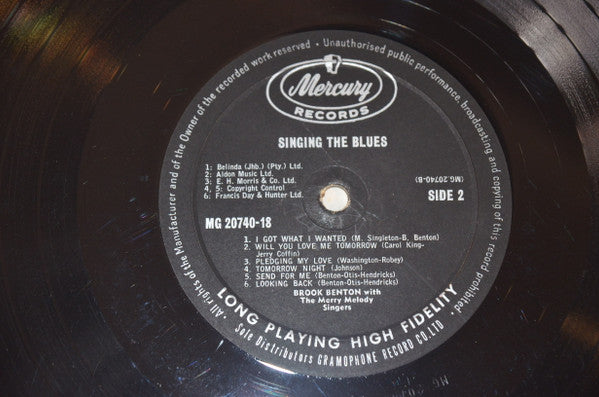 All rights of the Manufacturer and of the Owner of the recorded work reserved • Unauthorised public performance, broadcasting and copying of this record prohibited •
Mercury
RECORDS
SINGING THE BLUES
1: Belinda (Jhb.) (Pty.) Ltd.
2: Aldon Music Ltd.
3: E. H. Morris & Co. Ltd.
4, 5: Copyright Control
6: Francis Day & Hunter Ltd.
(MG 20740-B)
SIDE 2
MG 20740-18
1. I GOT WHAT I WANTED (M. Singleton-B. Benton)
2. WILL YOU LOVE ME TOMORROW (Carol King-
Jerry Coffin)
3. PLEDGING MY LOVE (Washington-Robey)
4. TOMORROW NIGHT (Johnson)
5. SEND FOR ME (Benton-Otis-Hendricks)
6. LOOKING BACK (Benton-Otis-Hendricks)
BROOK BENTON with
The Merry Melody
Singers
LONG PLAYING HIGH FIDELITY
Sole Distributors GRAMOPHONE RECORD CO. LTD.